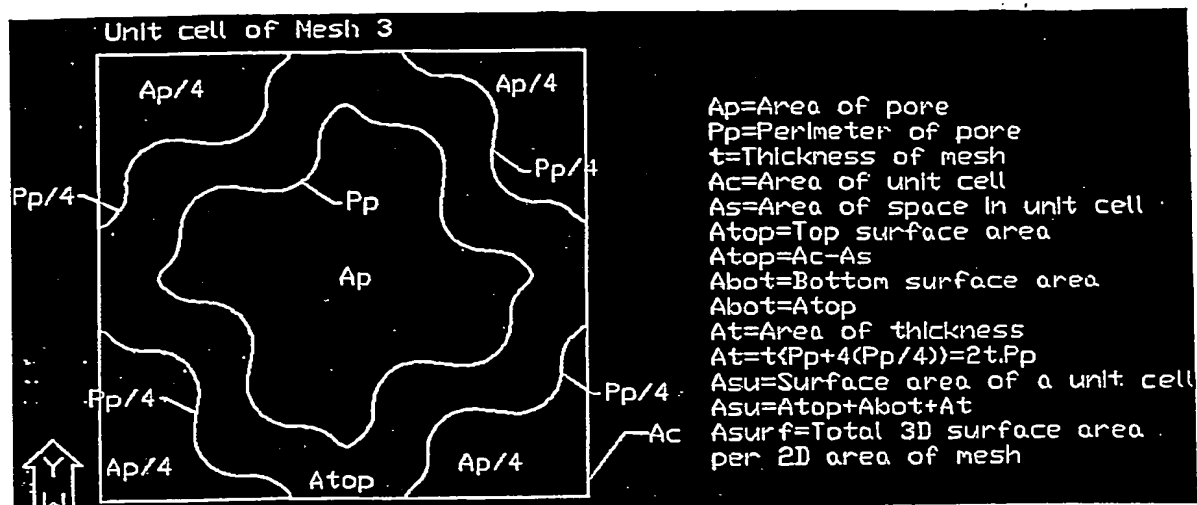 Unit cell of Mesh 3
Ap/4
Ap/4
Pp/4
Pp/4
Pp
Ap
Pp/4
Pp/4
Ac
Ap/4
Atop
Ap/4
Y
Ap=Area of pore
Pp=Perimeter of pore
t=Thickness of mesh
Ac=Area of unit cell
As=Area of space in unit cell
Atop=Top surface area
Atop=Ac-As
Abot=Bottom surface area
Abot=Atop
At=Area of thickness
At=t{Pp+4(Pp/4)}=2t.Pp
Asu=Surface area of a unit cell
Asu=Atop+Abot+At
Asurf=Total 3D surface area
per 2D area of mesh